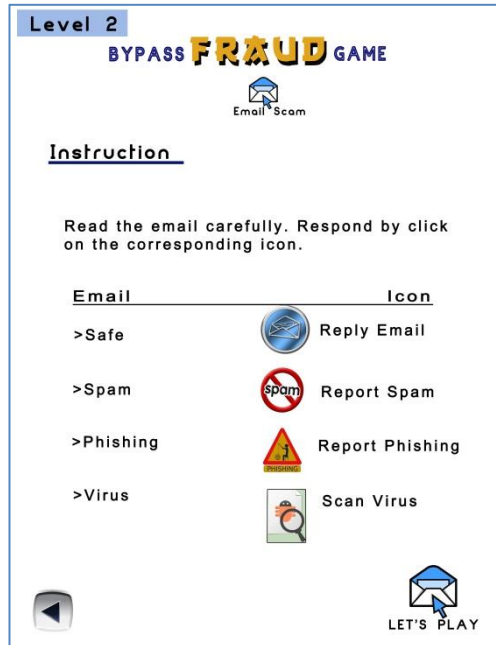 Level 2
BYPASS FRAUD GAME
Email Scam
Instruction
Read the email carefully. Respond by click
on the corresponding icon.
Email Icon
>Safe Reply Email
>Spam spam Report Spam
>Phishing Report Phishing
PHISHING
>Virus Scan Virus
LET'S PLAY